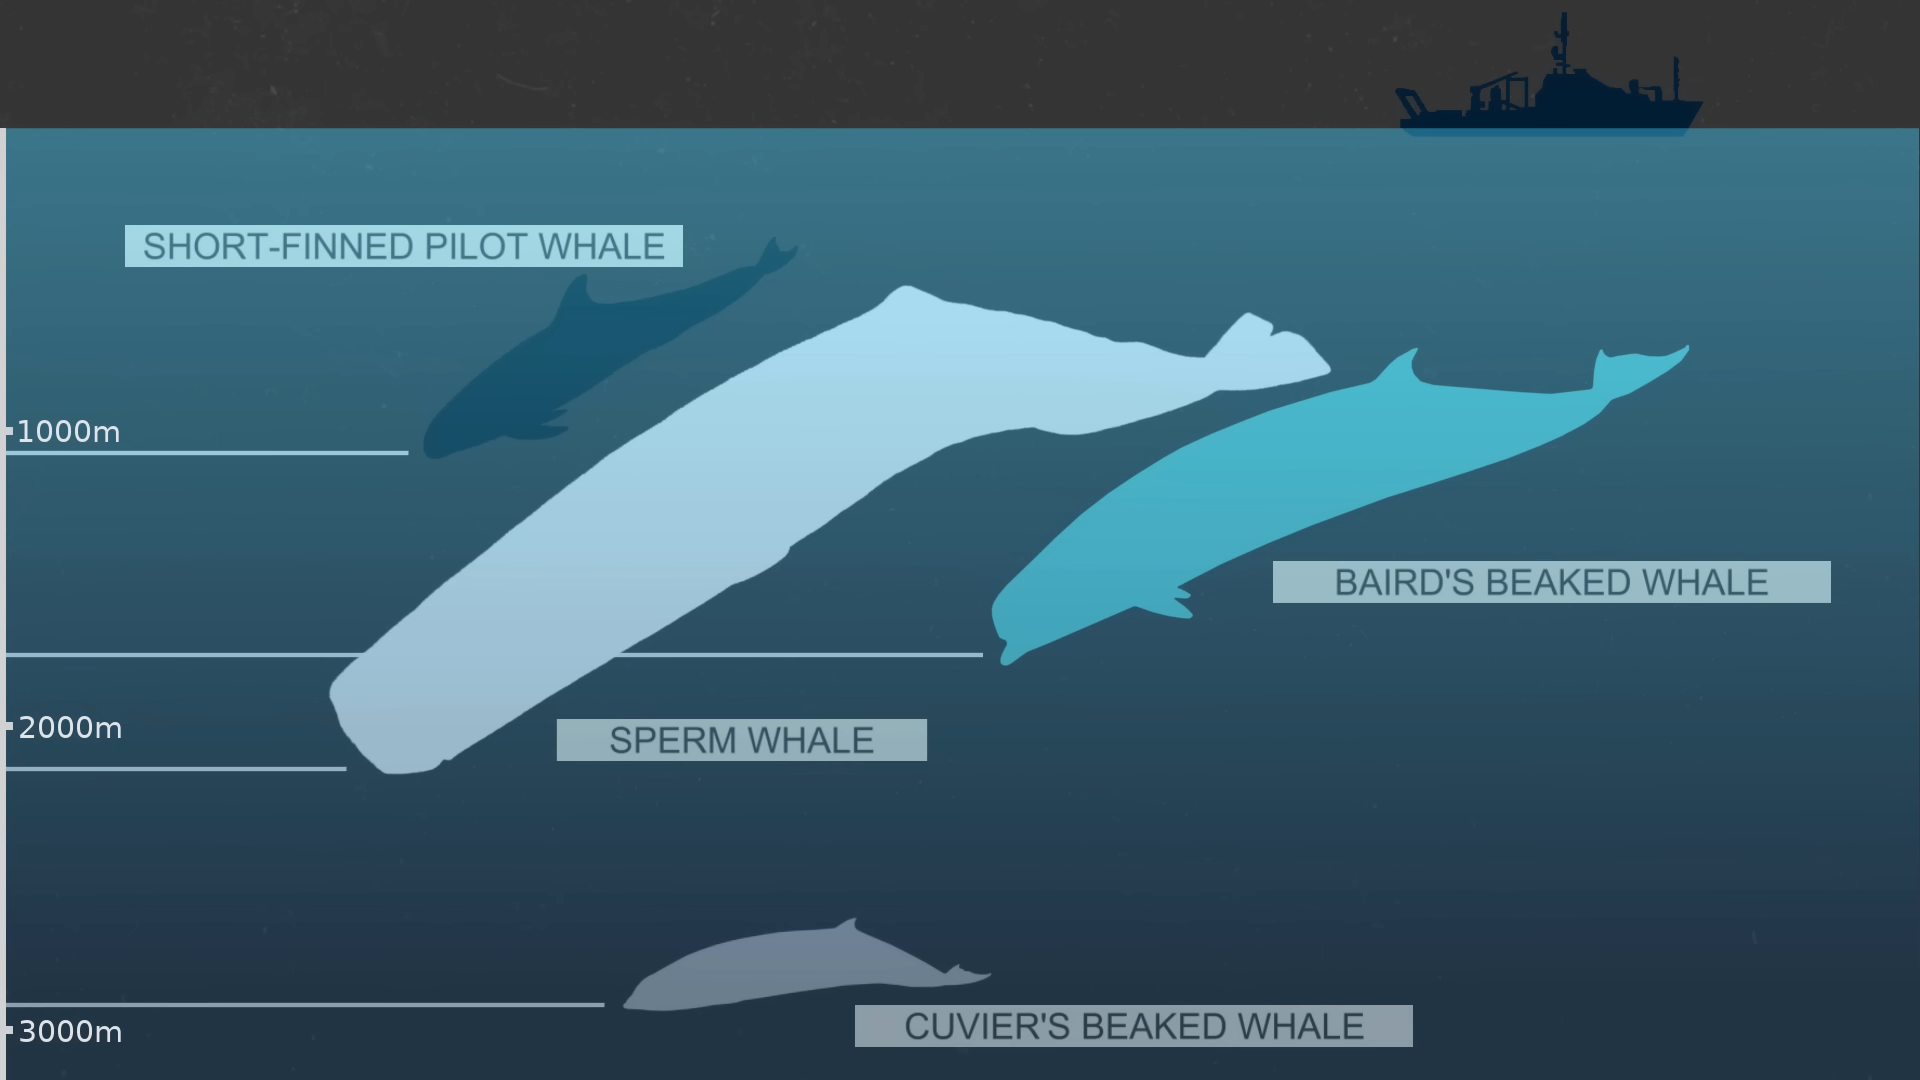 SHORT-FINNED PILOT WHALE
1000m
BAIRD'S BEAKED WHALE
2000m
SPERM WHALE
CUVIER'S BEAKED WHALE
3000m